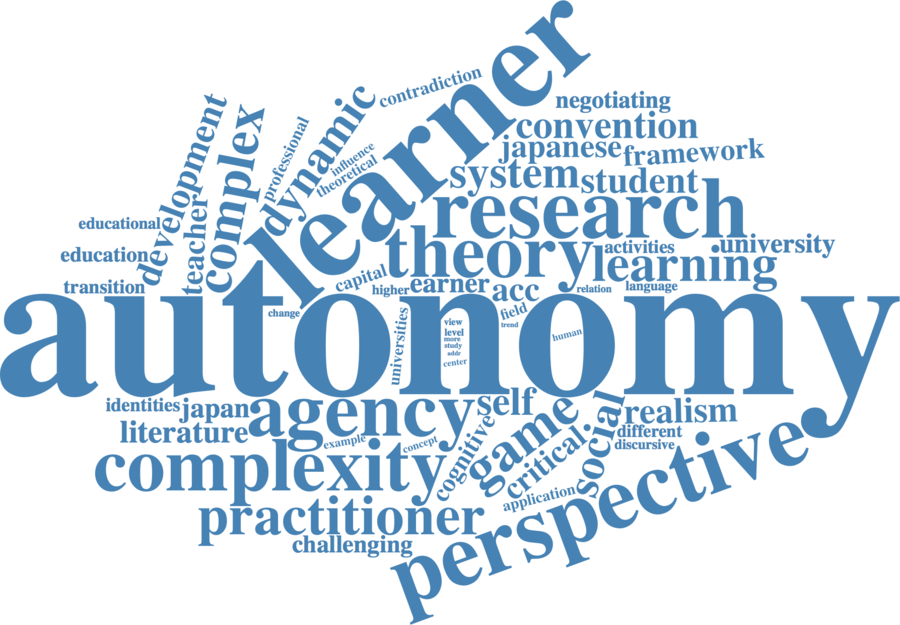 learner
contradiction
dynamic
negotiating
convention
japanese
framework
development
complex
professional
influence
theoretical
system
student
teacher
research
educational
education
theory
activities
university
learning
transition
capital
higher
earner
acc
relation
language
autonomy
change
universities
view
level
more
study
addr
center
field
trend
human
identities
japan
agency
self
game
social
realism
literature
example
concept
cognitive
critical
different
discursive
complexity
perspective
application
practitioner
challenging